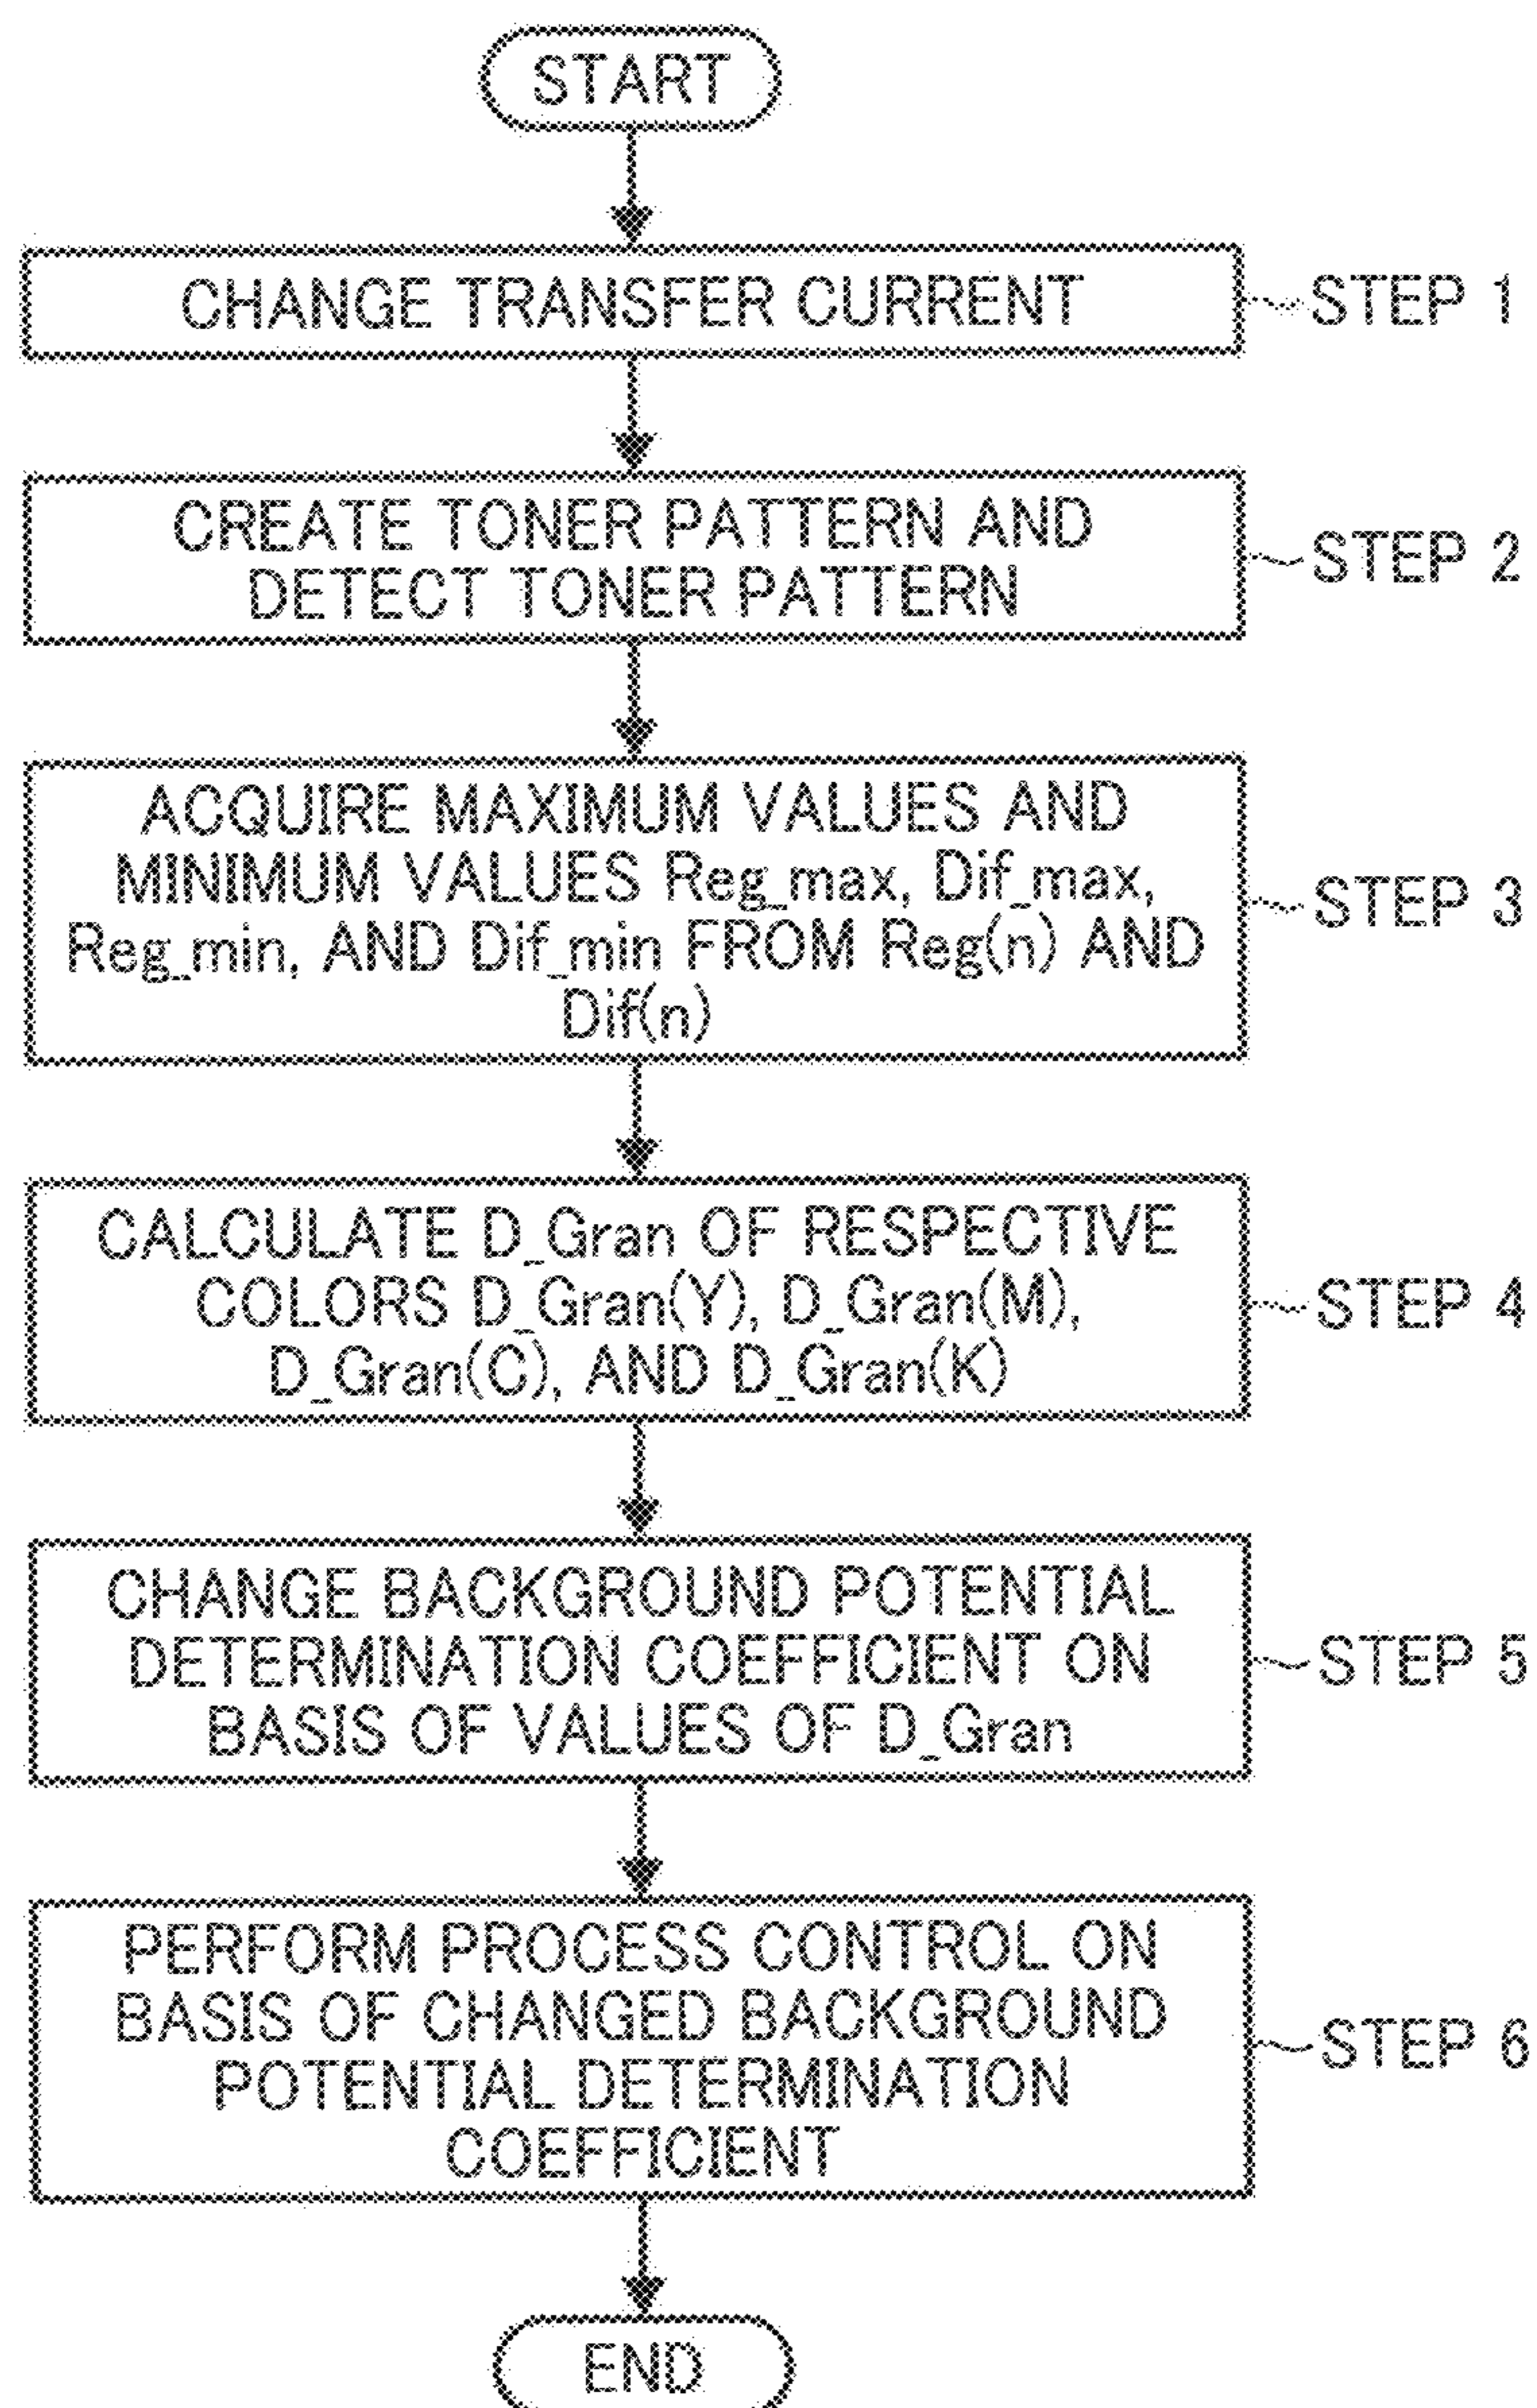 START
CHANGE TRANSFER CURRENT
STEP 1
CREATE TONER PATTERN AND
DETECT TONER PATTERN
STEP 2
ACQUIRE MAXIMUM VALUES AND
MINIMUM VALUES Reg_max, Dif_max,
Reg_min, AND Dif_min FROM Reg(n) AND
Dif(n)
STEP 3
CALCULATE D_Gran OF RESPECTIVE
COLORS D_Gran(Y), D_Gran(M),
D_Gran(C), AND D_Gran(K)
STEP 4
CHANGE BACKGROUND POTENTIAL
DETERMINATION COEFFICIENT ON
BASIS OF VALUES OF D_Gran
STEP 5
PERFORM PROCESS CONTROL ON
BASIS OF CHANGED BACKGROUND
POTENTIAL DETERMINATION
COEFFICIENT
STEP 6
END